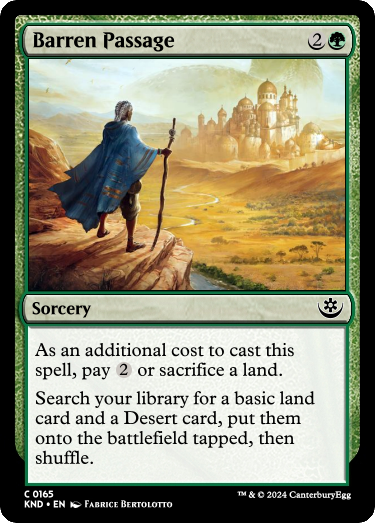 Barren Passage 2
Sorcery
As an additional cost to cast this
spell, pay 2 or sacrifice a land.
Search your library for a basic land
card and a Desert card, put them
onto the battlefield tapped, then
shuffle.
C 0165
KND • EN Fabrice Bertolotto
™ & © 2024 CanterburyEgg